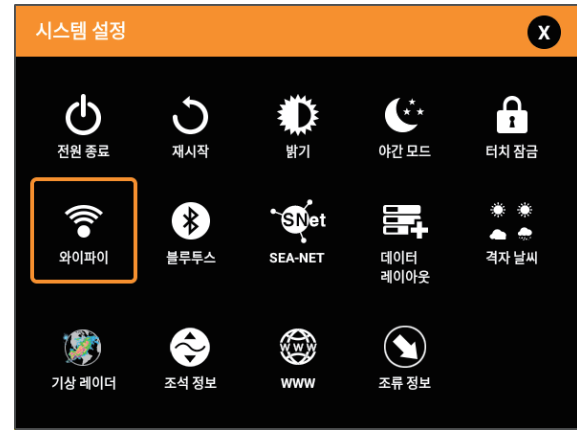 시스템 설정
X
전원 종료
재시작
밝기
야간 모드
터치 잠금
와이파이
블루투스
SNet
SEA-NET
데이터
레이아웃
격자 날씨
기상 레이더
조석 정보
WWW
WWW
조류 정보